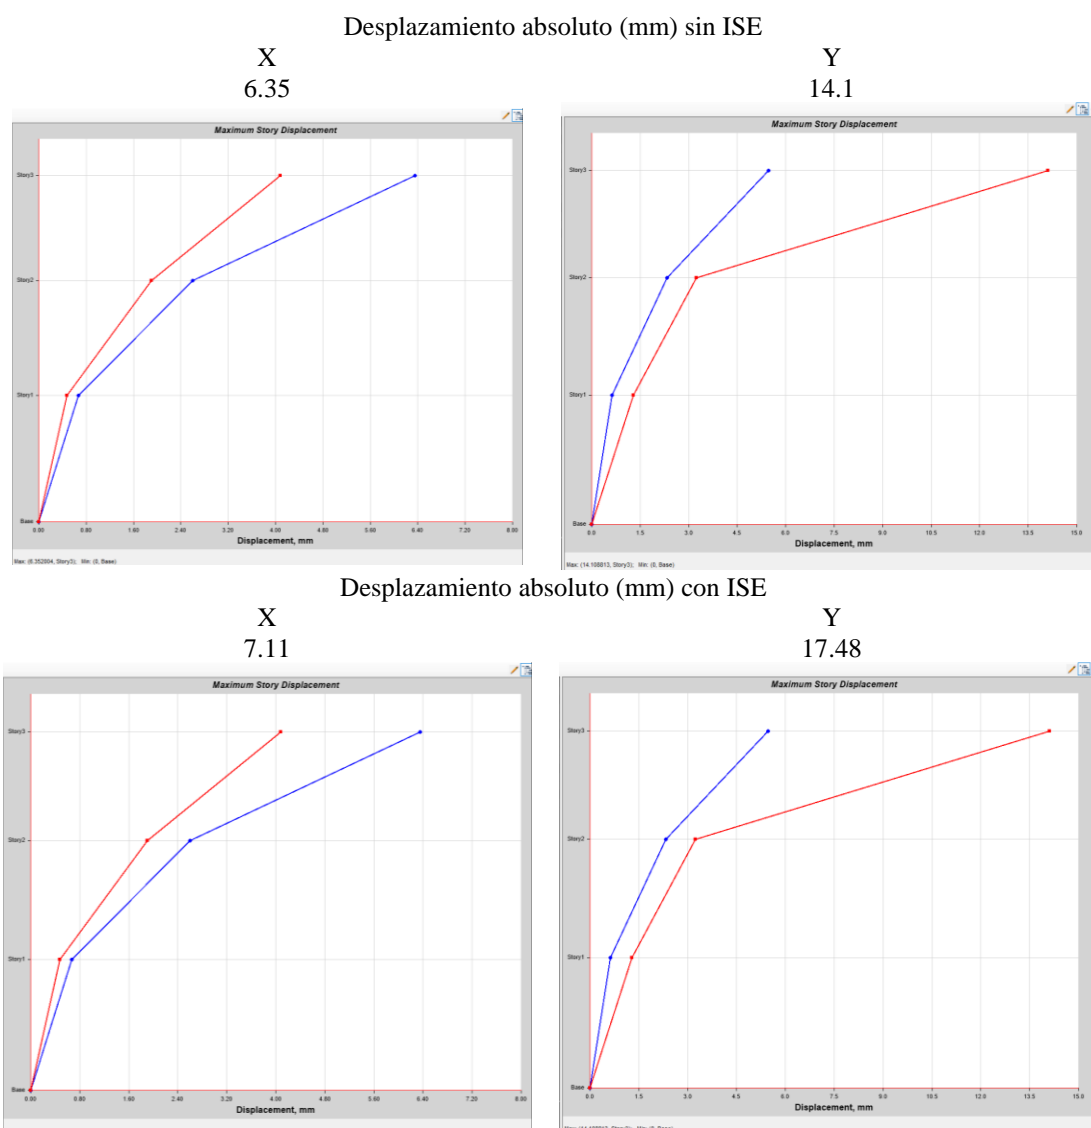 Desplazamiento absoluto (mm) sin ISE
X Y
6.35 14.1
Maximum Story Displacement
Story3
Story2
Story1
Base
0.00 0.80 1.60 2.40 3.20 4.00 4.80 5.60 6.40 7.20 8.00
Displacement, mm
Max: (6.352004, Story3); Min: (0, Base)
Maximum Story Displacement
Story3
Story2
Story1
Base
0.0 1.5 3.0 4.5 6.0 7.5 9.0 10.5 12.0 13.5 15.0
Displacement, mm
Min: (0, Base)
Desplazamiento absoluto (mm) con ISE
X Y
7.11 17.48
Maximum Story Displacement
Story3
Story2
Story1
Base
0.00 0.80 1.60 2.40 3.20 4.00 4.80 5.60 6.40 7.20 8.00
Displacement, mm
Maximum Story Displacement
Story3
Story2
Story1
Base
0.0 1.5 3.0 4.5 6.0 7.5 9.0 10.5 12.0 13.5 15.0
Displacement, mm